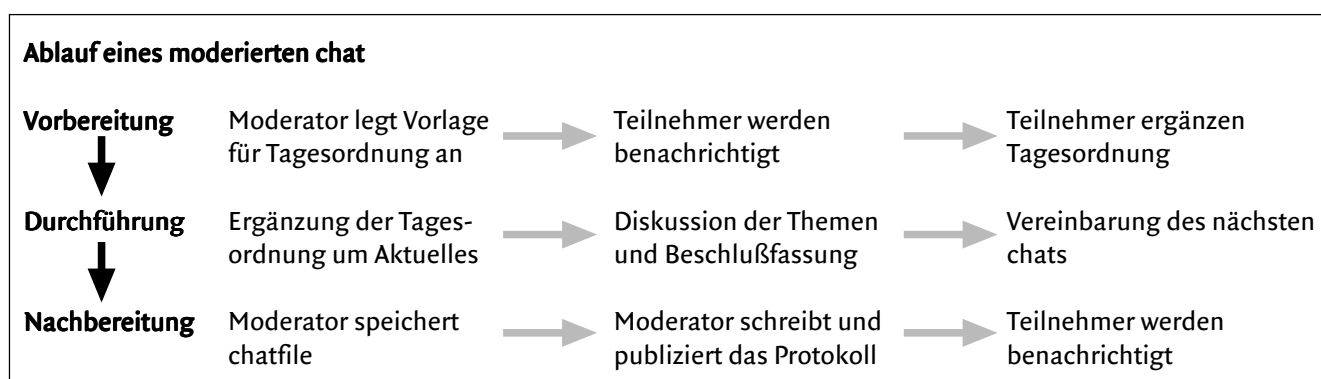 Ablauf eines moderierten chat
Vorbereitung
Moderator legt Vorlage
für Tagesordnung an
Teilnehmer werden
benachrichtigt
Teilnehmer ergänzen
Tagesordnung
Durchführung
Ergänzung der Tages-
ordnung um Aktuelles
Diskussion der Themen
und Beschlußfassung
Vereinbarung des nächsten
chats
Nachbereitung
Moderator speichert
chatfile
Moderator schreibt und
publiziert das Protokoll
Teilnehmer werden
benachrichtigt